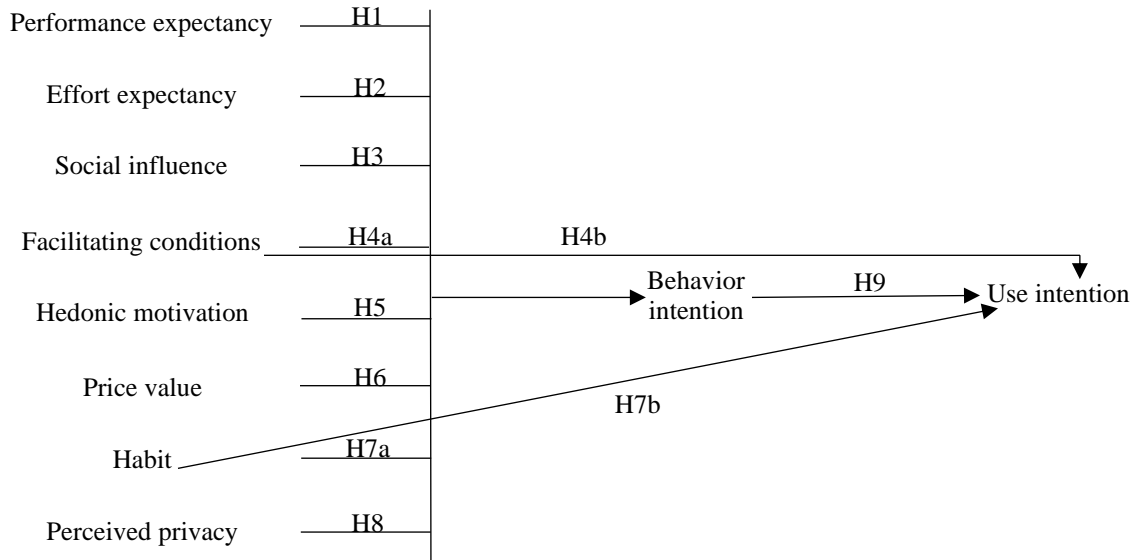 Performance expectancy
H1
Effort expectancy
H2
Social influence
H3
Facilitating conditions
H4a
H4b
Hedonic motivation
H5
Behavior
intention
H9
Use intention
Price value
H6
H7b
Habit
H7a
Perceived privacy
H8